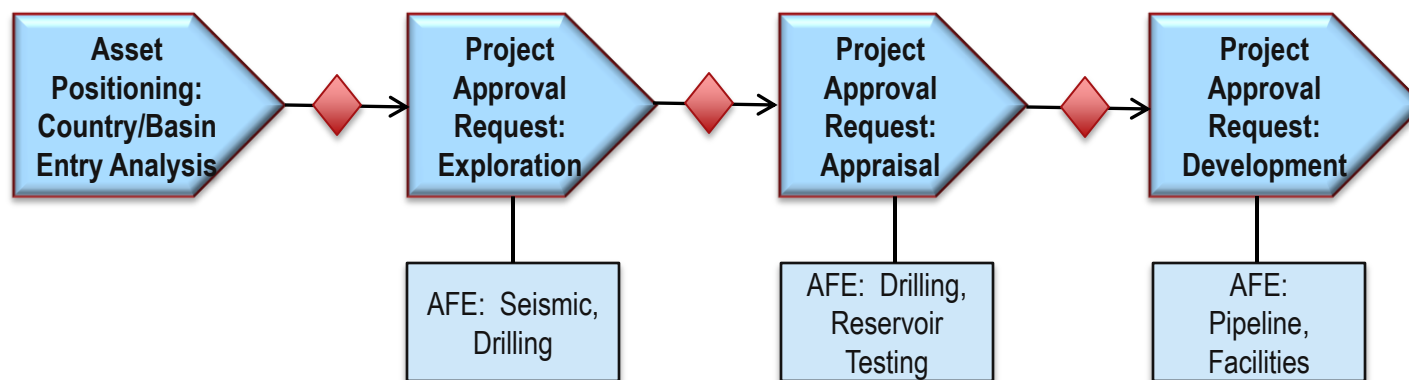 Asset
Positioning:
Country/Basin
Entry Analysis
Project
Approval
Request:
Exploration
Project
Approval
Request:
Appraisal
Project
Approval
Request:
Development
AFE: Seismic,
Drilling
AFE: Drilling,
Reservoir
Testing
AFE:
Pipeline,
Facilities